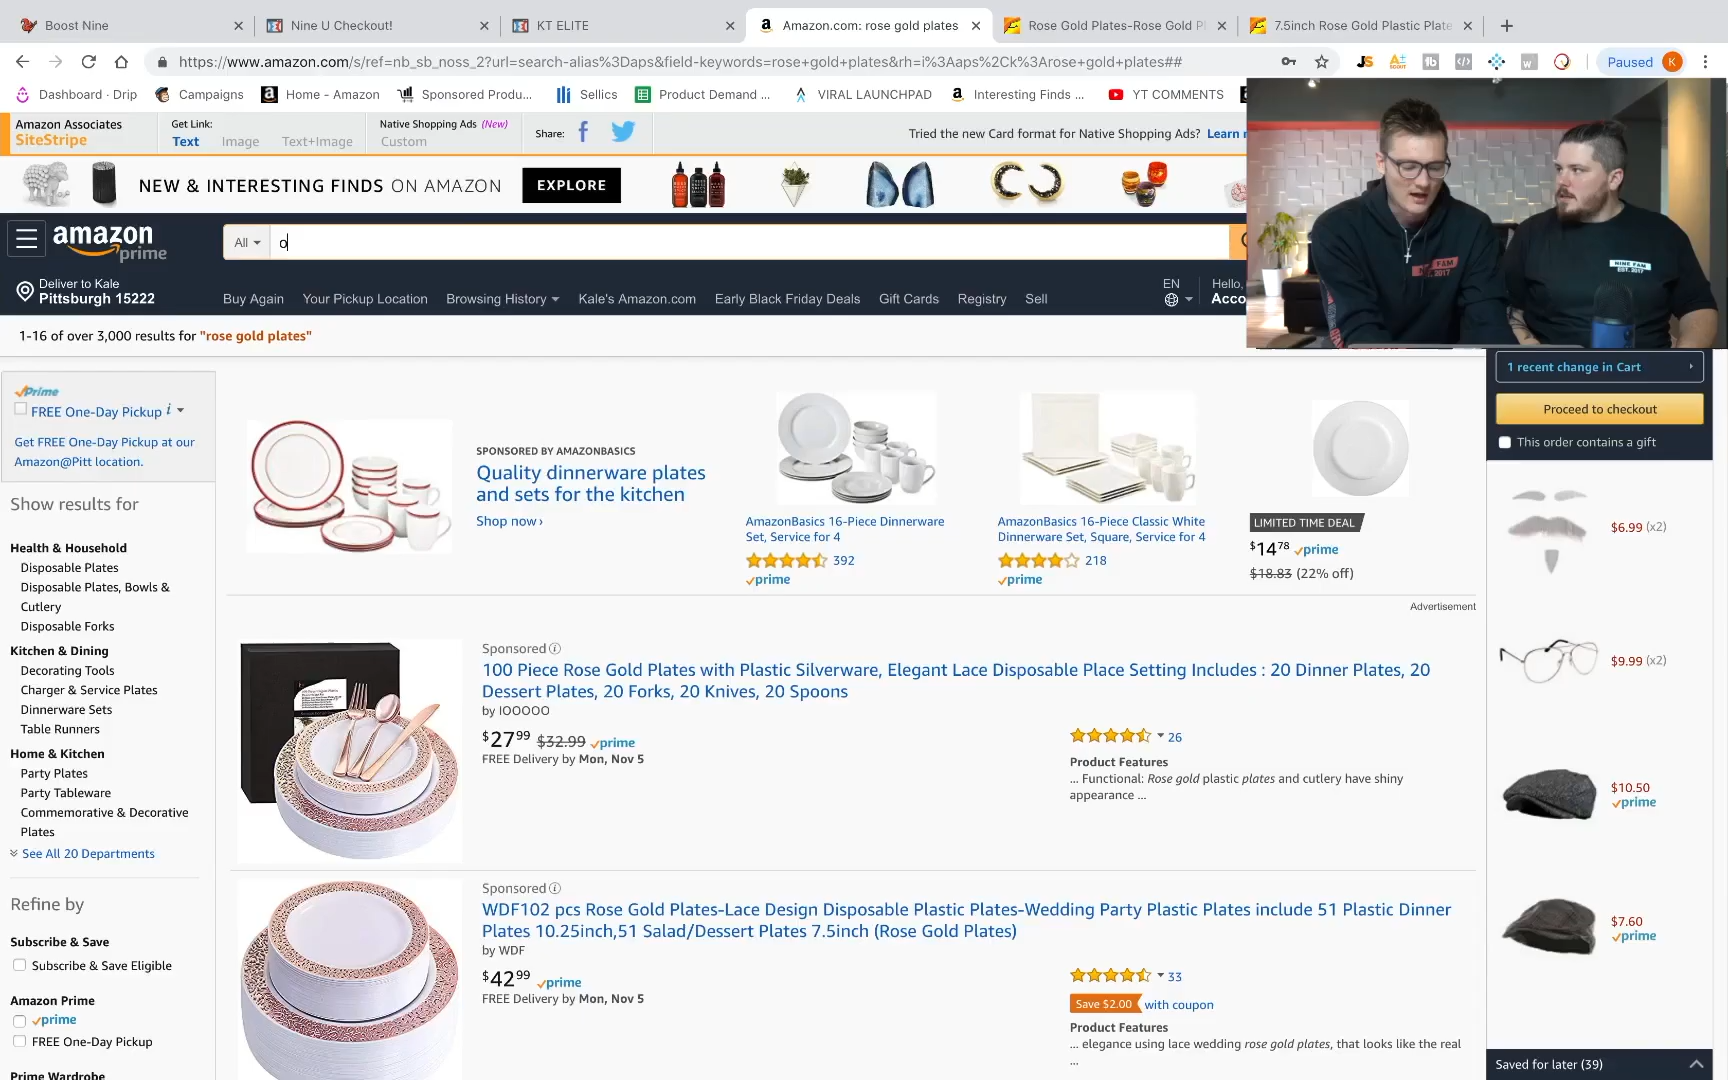 Boost Nine
Nine U Checkout!
KT ELITE
Amazon.com: rose gold plates
Rose Gold Plates-Rose Gold Pl
7.5inch Rose Gold Plastic Plate
https://www.amazon.com/s/ref=nb_sb_noss_2?url=search-alias%3Daps&field-keywords=rose+gold+plates&rh=i%3Aaps%2Ck%3Arose+gold+plates##
Paused K
Dashboard · Drip
Campaigns
Home - Amazon
Sponsored Produ...
Sellics
Product Demand ...
VIRAL LAUNCHPAD
Interesting Finds ...
YT COMMENTS
Amazon Associates
SiteStripe
Get Link:
Text Image Text+Image
Native Shopping Ads (New)
Custom
Share:
Tried the new Card format for Native Shopping Ads? Learn
NEW & INTERESTING FINDS ON AMAZON EXPLORE
amazon prime
All
o
Deliver to Kale
Pittsburgh 15222
Buy Again
Your Pickup Location
Browsing History
Kale's Amazon.com
Early Black Friday Deals
Gift Cards
Registry
Sell
EN
Hello,
Acco
NINE FAM
EST. 2017
1-16 of over 3,000 results for "rose gold plates"
Prime
FREE One-Day Pickup i
Get FREE One-Day Pickup at our
Amazon@Pitt location.
Show results for
Health & Household
Disposable Plates
Disposable Plates, Bowls &
Cutlery
Disposable Forks
Kitchen & Dining
Decorating Tools
Charger & Service Plates
Dinnerware Sets
Table Runners
Home & Kitchen
Party Plates
Party Tableware
Commemorative & Decorative
Plates
See All 20 Departments
Refine by
Subscribe & Save
Subscribe & Save Eligible
Amazon Prime
prime
FREE One-Day Pickup
Prime Wardrobe
SPONSORED BY AMAZONBASICS
Quality dinnerware plates
and sets for the kitchen
Shop now ›
AmazonBasics 16-Piece Dinnerware
Set, Service for 4
392
prime
AmazonBasics 16-Piece Classic White
Dinnerware Set, Square, Service for 4
218
prime
LIMITED TIME DEAL
$14.78 prime
$18.83 (22% off)
Advertisement
Sponsored
100 Piece Rose Gold Plates with Plastic Silverware, Elegant Lace Disposable Place Setting Includes : 20 Dinner Plates, 20
Dessert Plates, 20 Forks, 20 Knives, 20 Spoons
by IOOOOO
$27.99 $32.99 prime
FREE Delivery by Mon, Nov 5
26
Product Features
... Functional: Rose gold plastic plates and cutlery have shiny
appearance ...
Sponsored
WDF102 pcs Rose Gold Plates-Lace Design Disposable Plastic Plates-Wedding Party Plastic Plates include 51 Plastic Dinner
Plates 10.25inch,51 Salad/Dessert Plates 7.5inch (Rose Gold Plates)
by WDF
$42.99 prime
FREE Delivery by Mon, Nov 5
33
Save $2.00 with coupon
Product Features
... elegance using lace wedding rose gold plates, that looks like the real
...
1 recent change in Cart
Proceed to checkout
This order contains a gift
$6.99 (x2)
$9.99 (x2)
$10.50
prime
$7.60
prime
Saved for later (39)